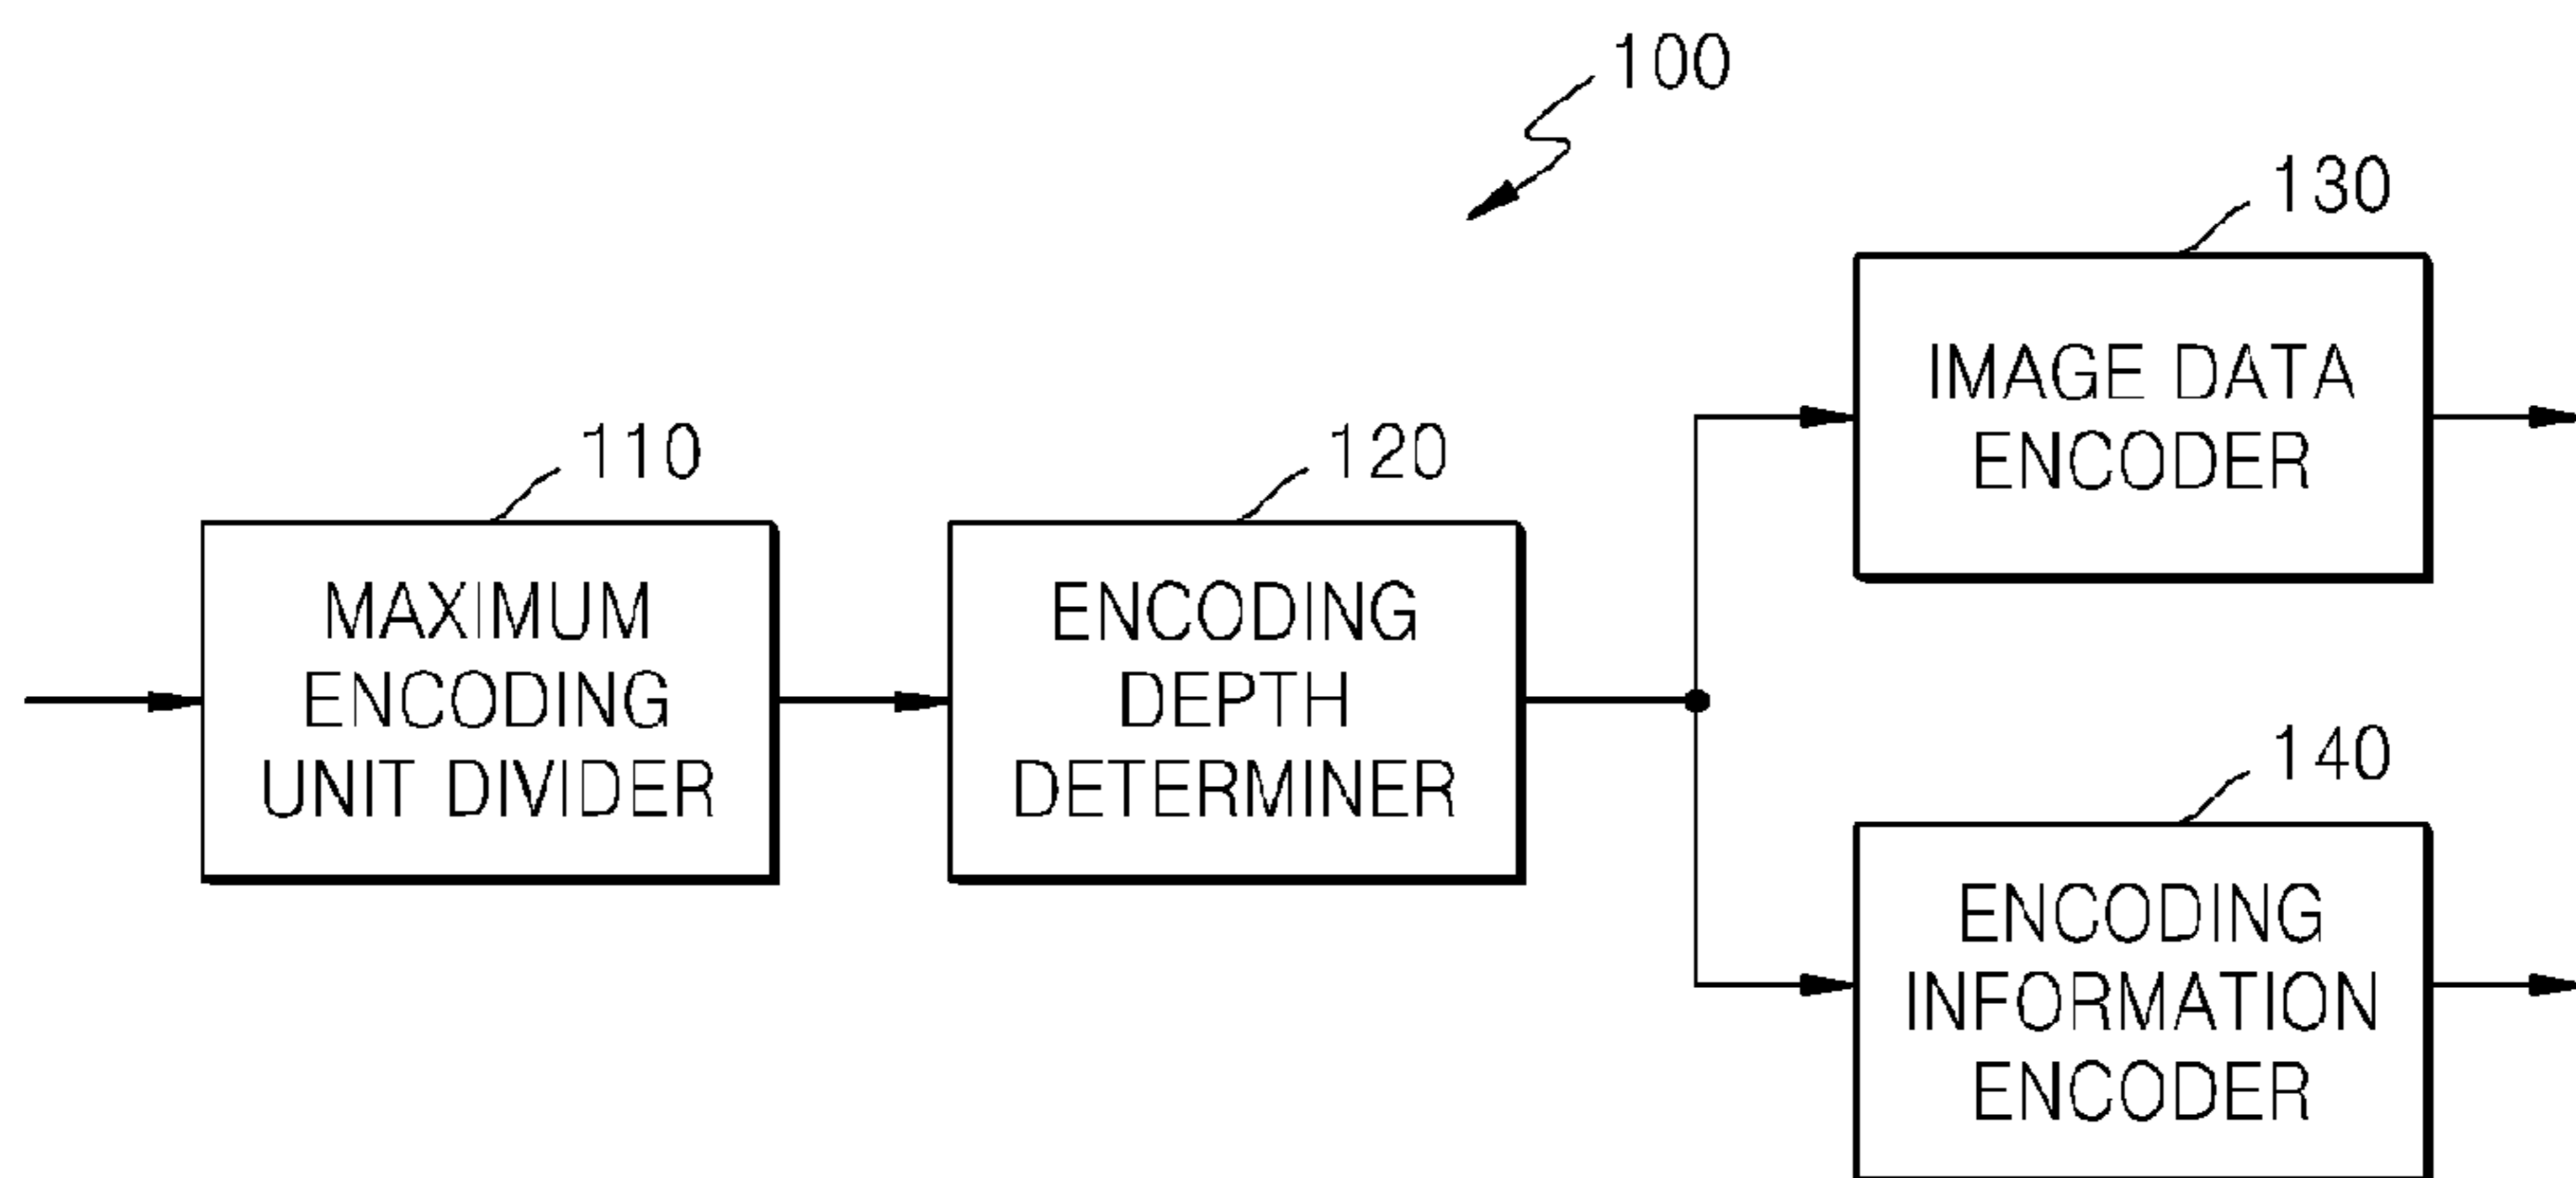 100
130
IMAGE DATA
ENCODER
110
MAXIMUM
ENCODING
UNIT DIVIDER
120
ENCODING
DEPTH
DETERMINER
140
ENCODING
INFORMATION
ENCODER